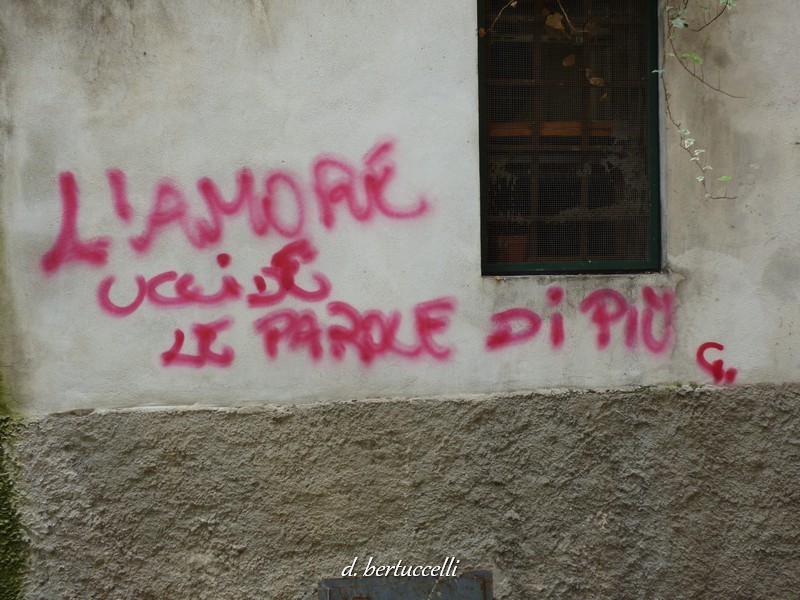 L'AMORE
UCCIDE
LE PAROLE Di PIÙ
d. bertuccelli